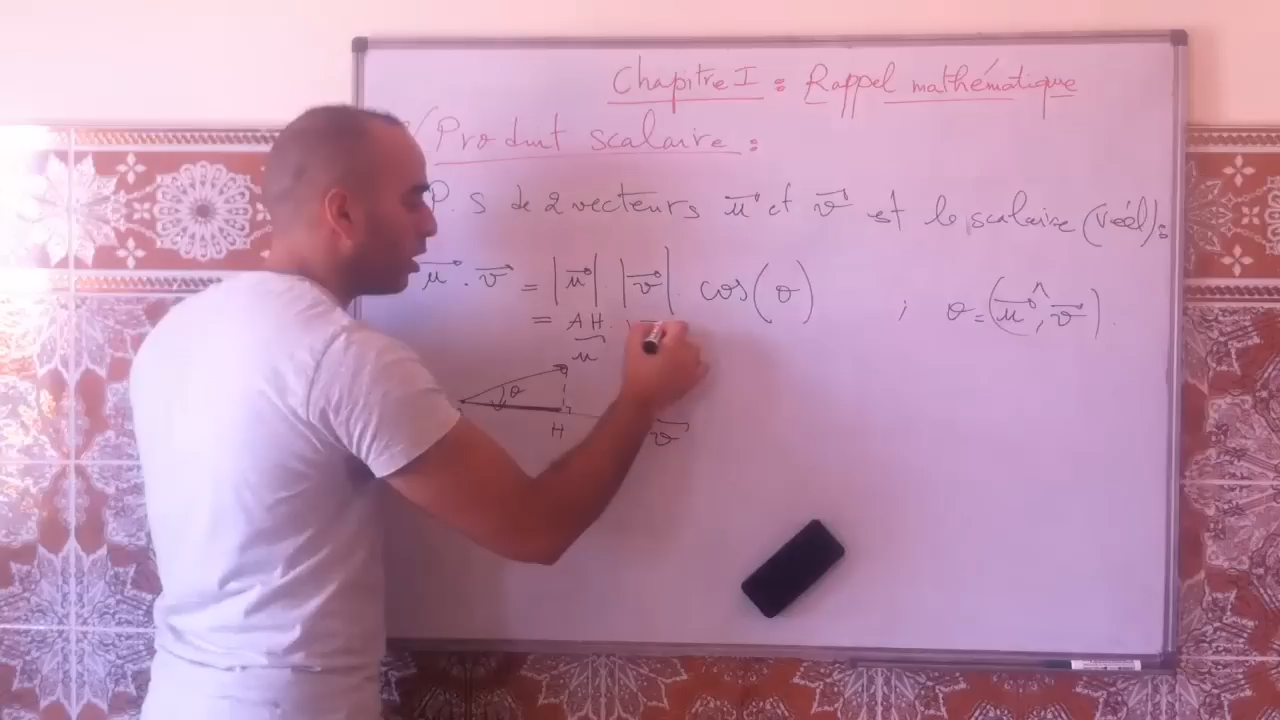 Chapitre I : Rappel mathématique
/ Produit scalaire :
P. S de 2 vecteurs u⃗ et v⃗ est le scalaire (réel) :
u⃗ . v⃗ = |u⃗| . |v⃗| . cos(θ) ; θ = (u⃗, v⃗).
= AH.
u⃗
θ
H
v⃗